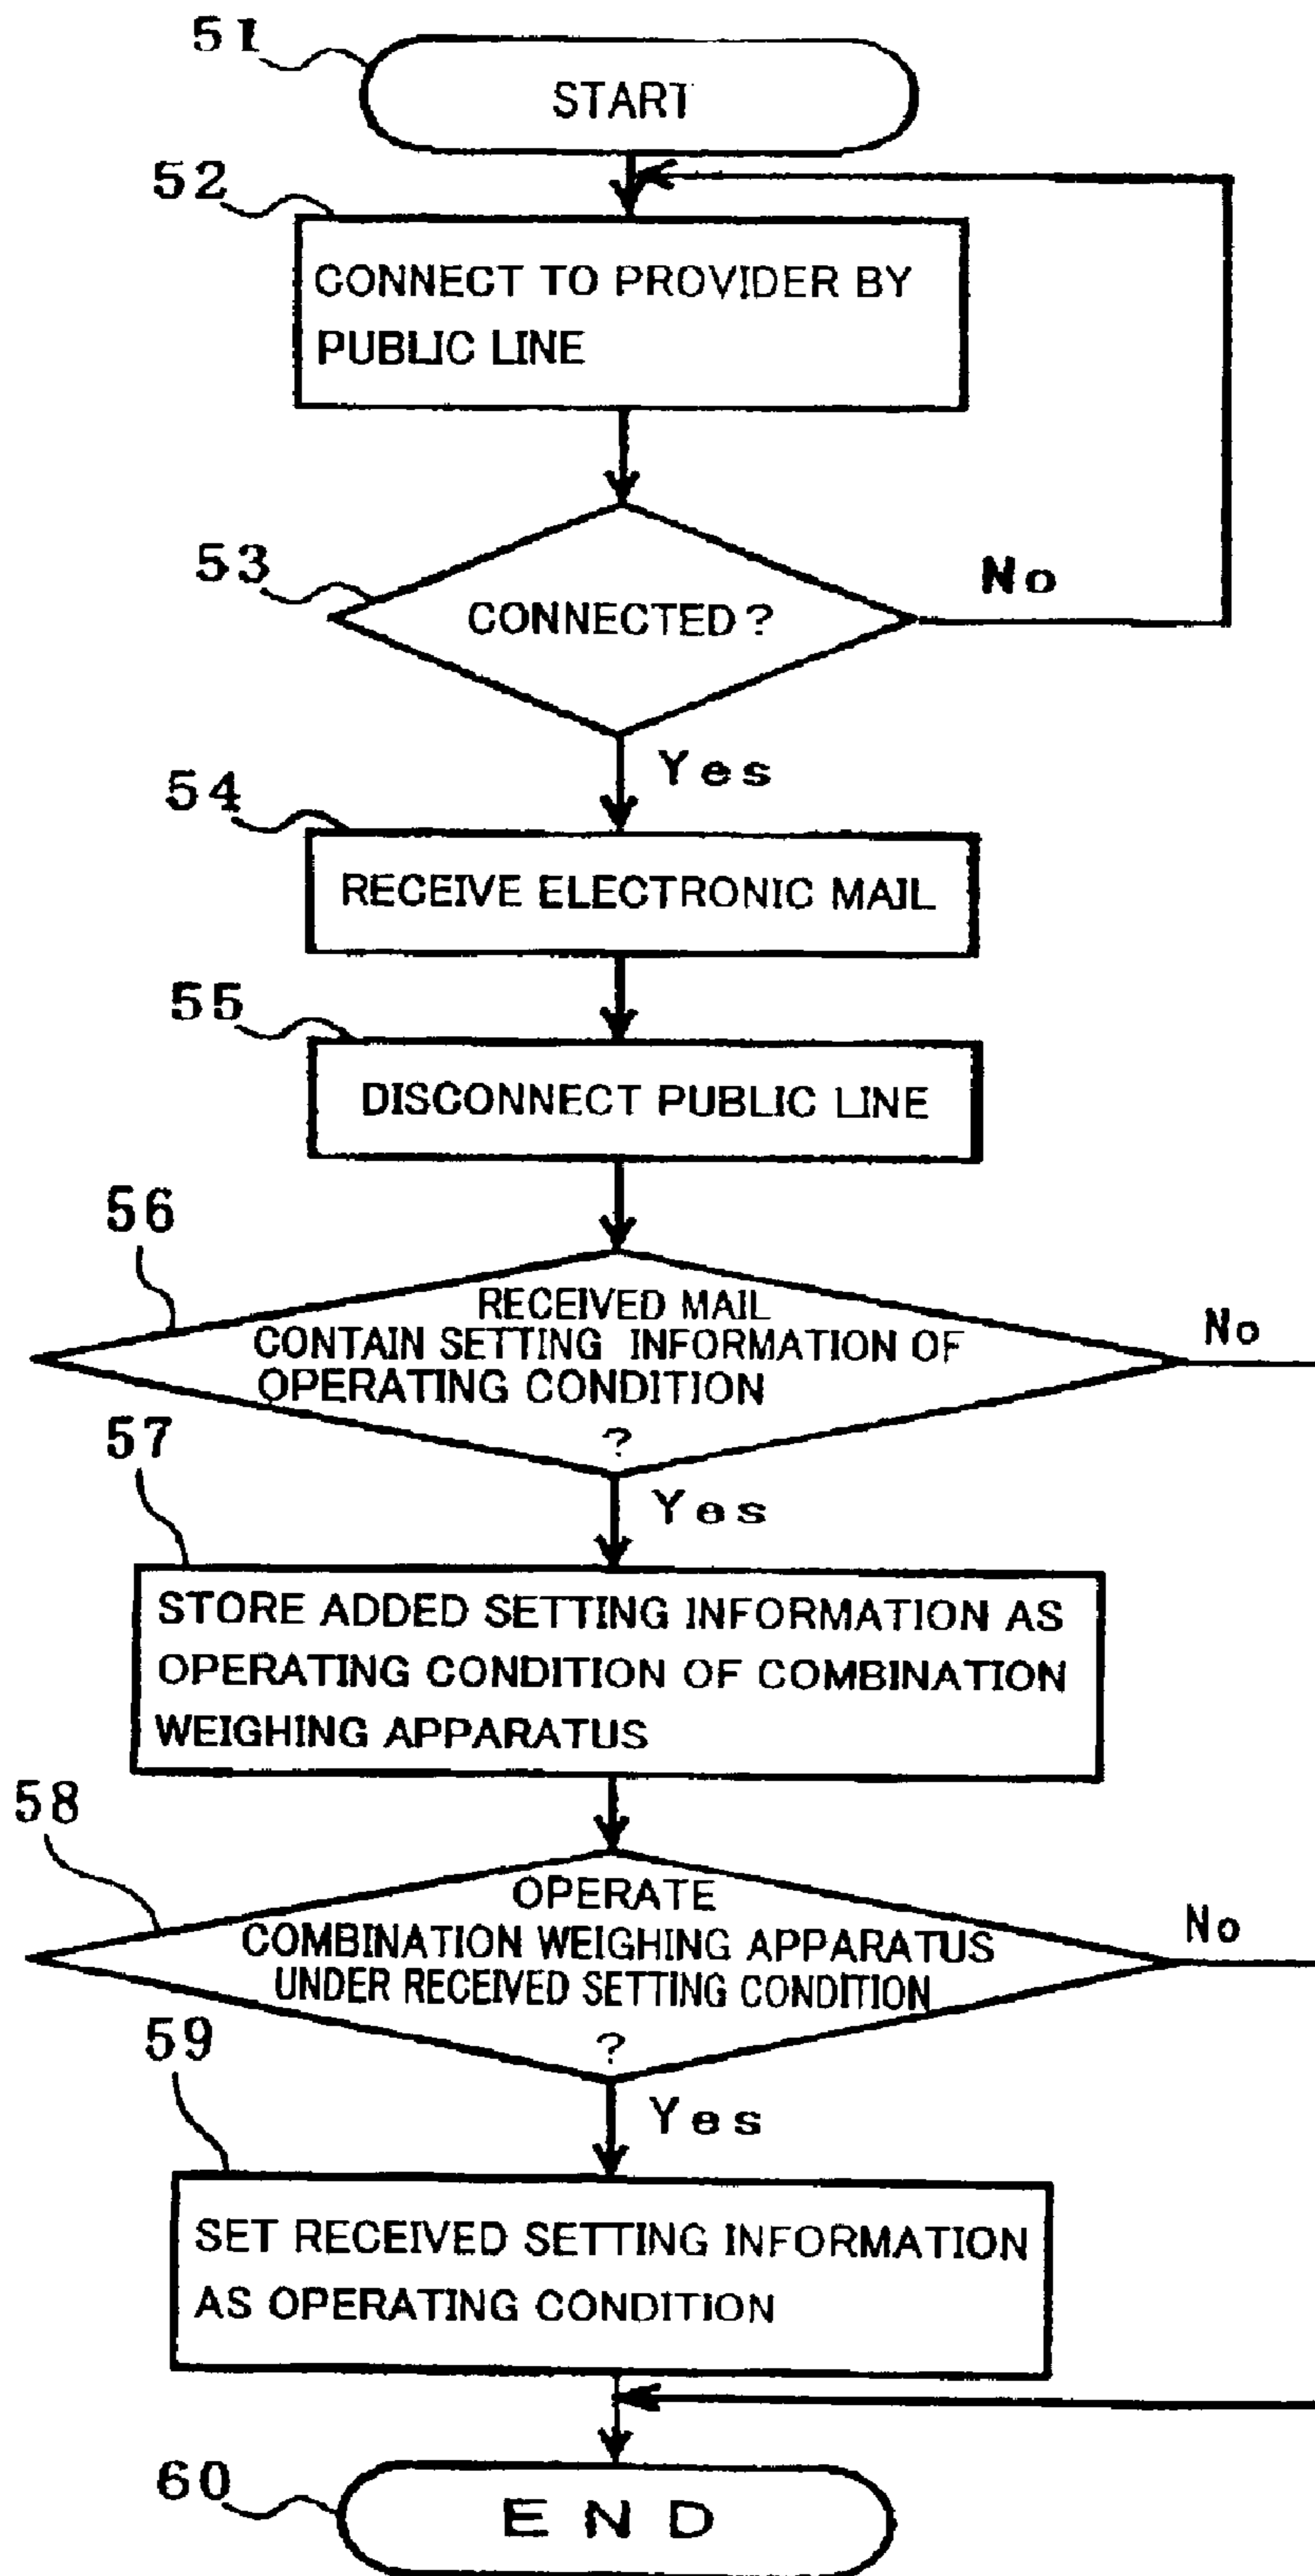 51
START
52
CONNECT TO PROVIDER BY
PUBLIC LINE
53
CONNECTED?
No
Yes
54
RECEIVE ELECTRONIC MAIL
55
DISCONNECT PUBLIC LINE
56
RECEIVED MAIL
CONTAIN SETTING INFORMATION OF
OPERATING CONDITION
?
No
Yes
57
STORE ADDED SETTING INFORMATION AS
OPERATING CONDITION OF COMBINATION
WEIGHING APPARATUS
58
OPERATE
COMBINATION WEIGHING APPARATUS
UNDER RECEIVED SETTING CONDITION
?
No
Yes
59
SET RECEIVED SETTING INFORMATION
AS OPERATING CONDITION
60
END